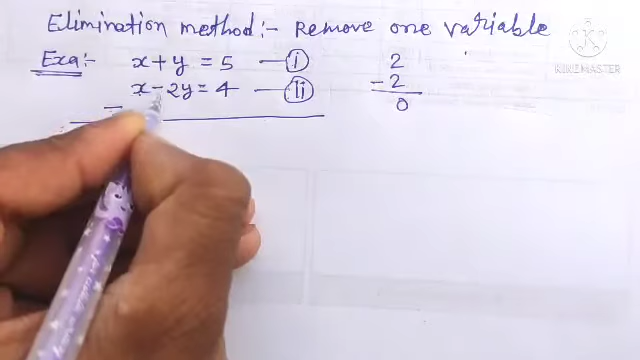 Elimination method:- Remove one variable
Exa:- x + y = 5 — (i) 2
x - 2y = 4 — (ii) - 2
0
KINEMASTER